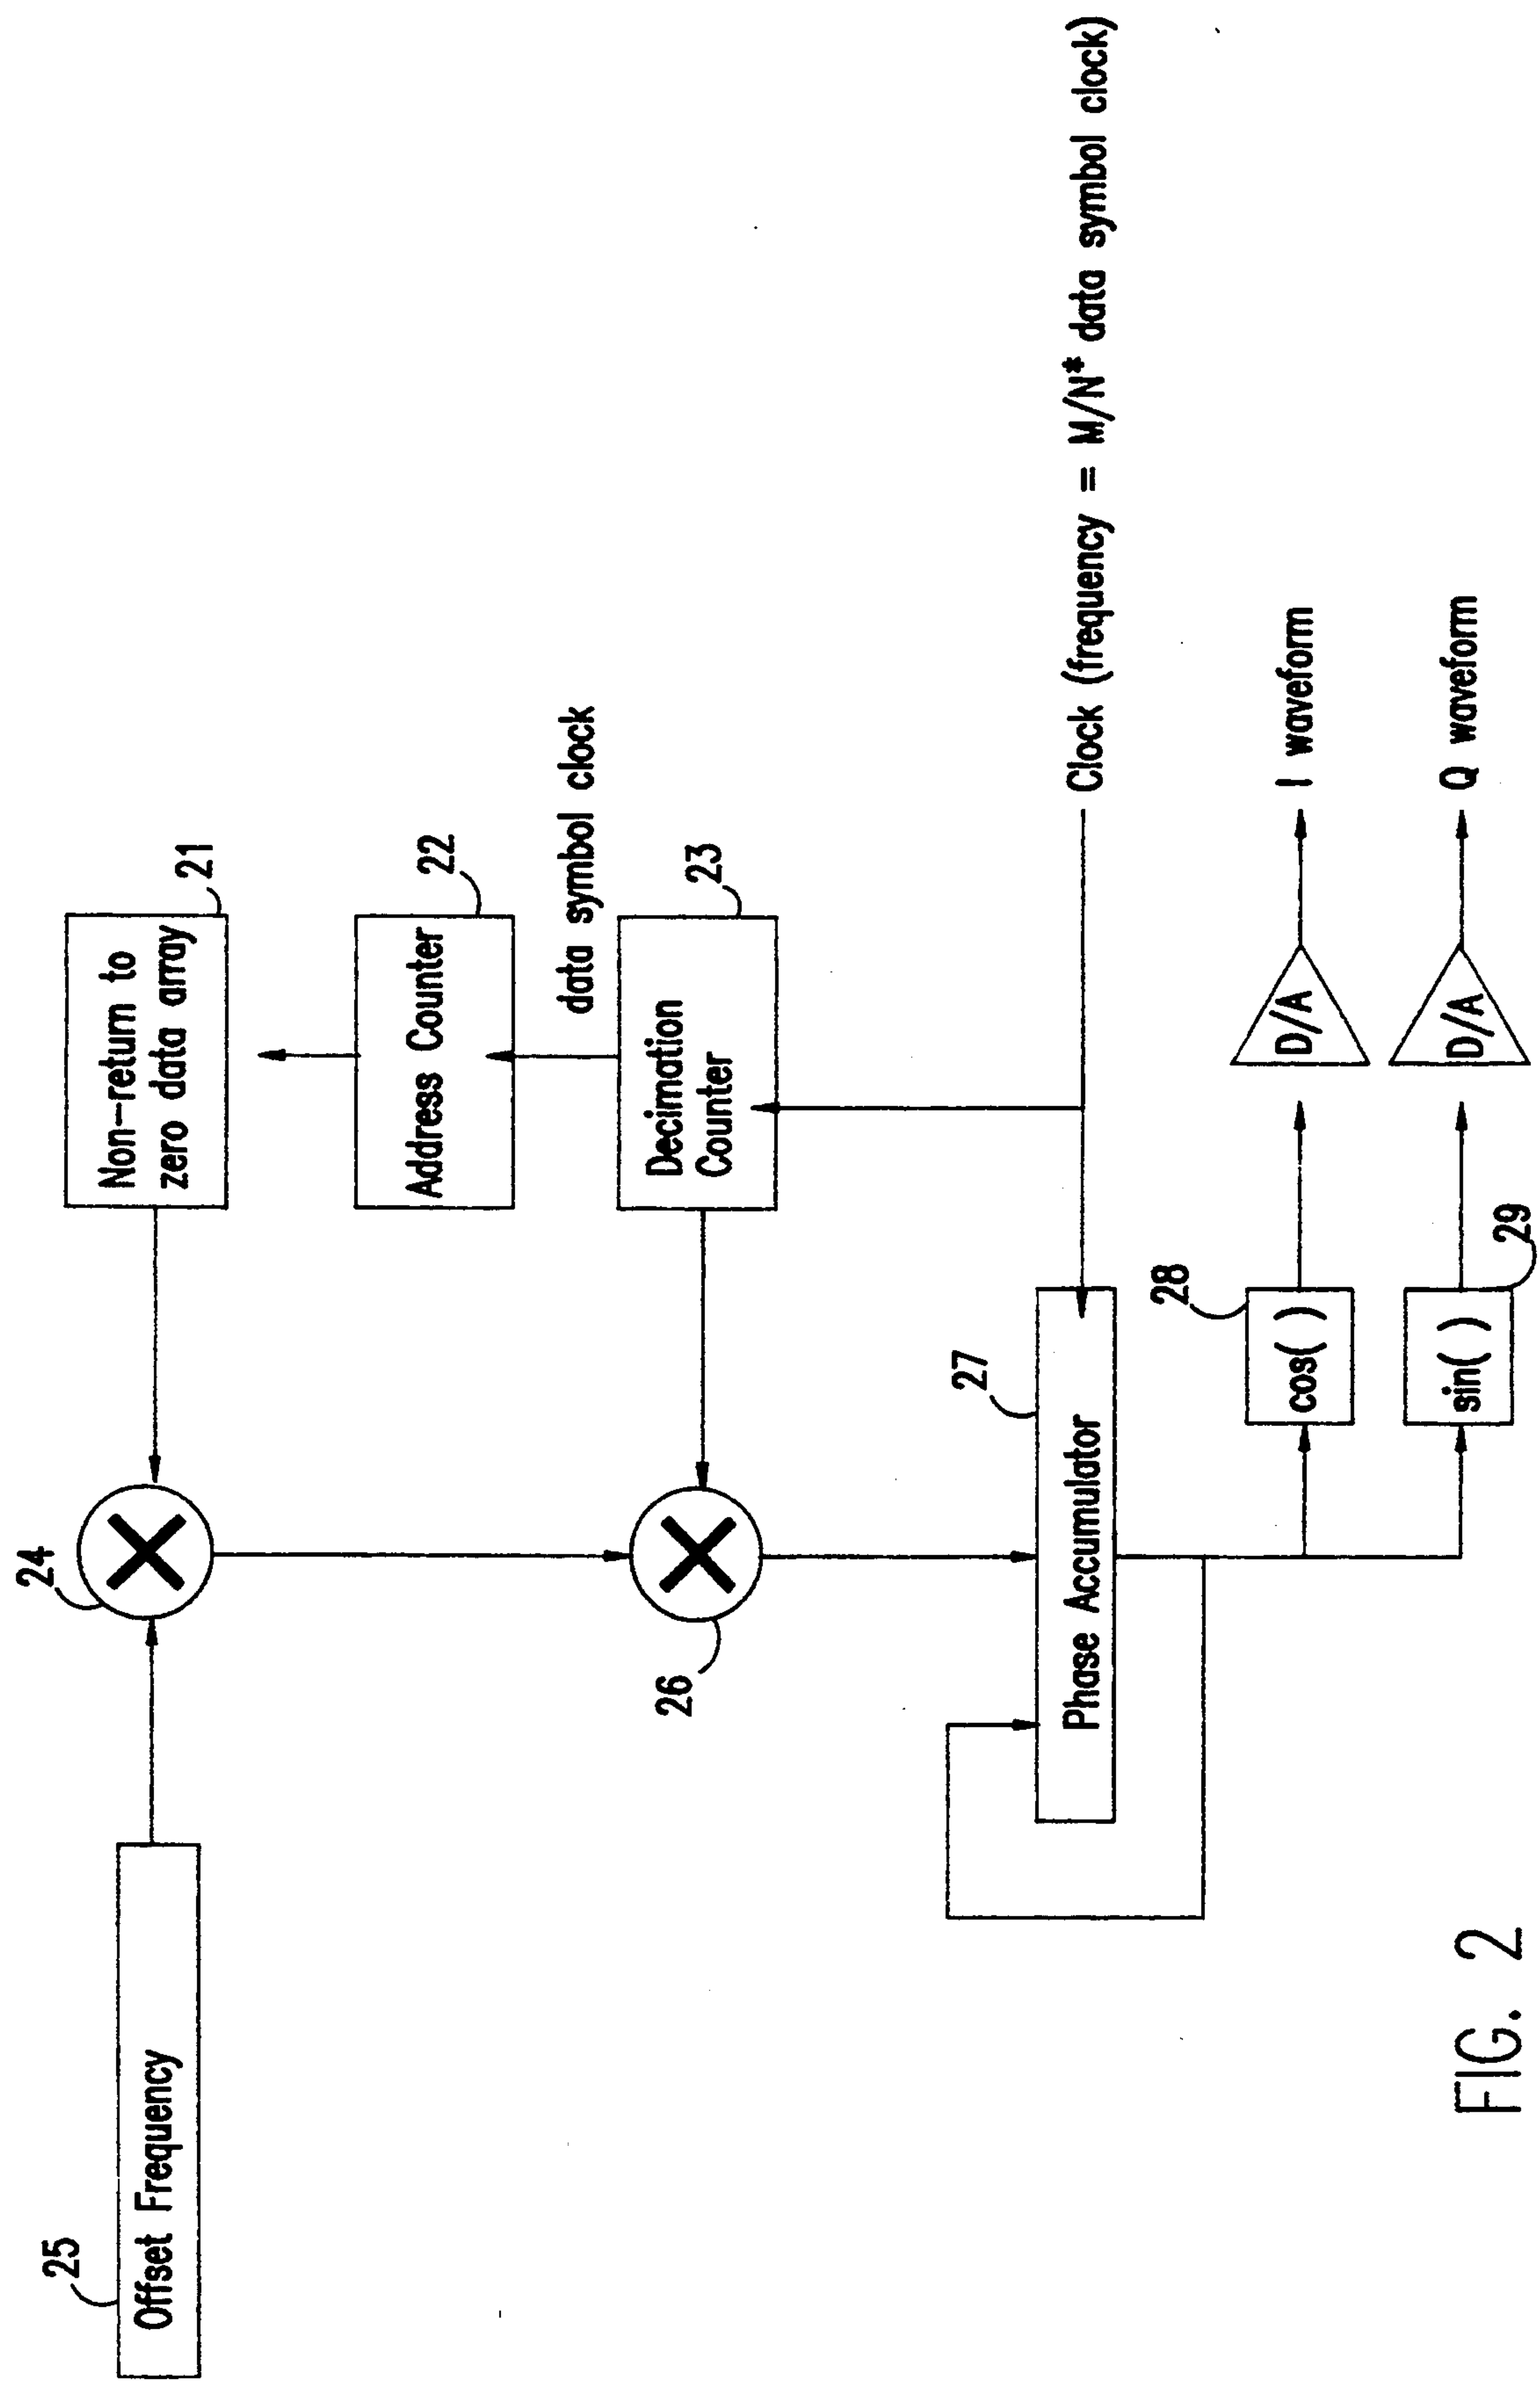 25
Offset Frequency
24
Non-return to
zero data array
21
Address Counter
22
data symbol clock
26
Decimation
Counter
23
27
Phase Accumulator
Clock (frequency = M/N* data symbol clock)
28
cos( )
D/A
I waveform
sin( )
29
D/A
Q waveform
FIG. 2